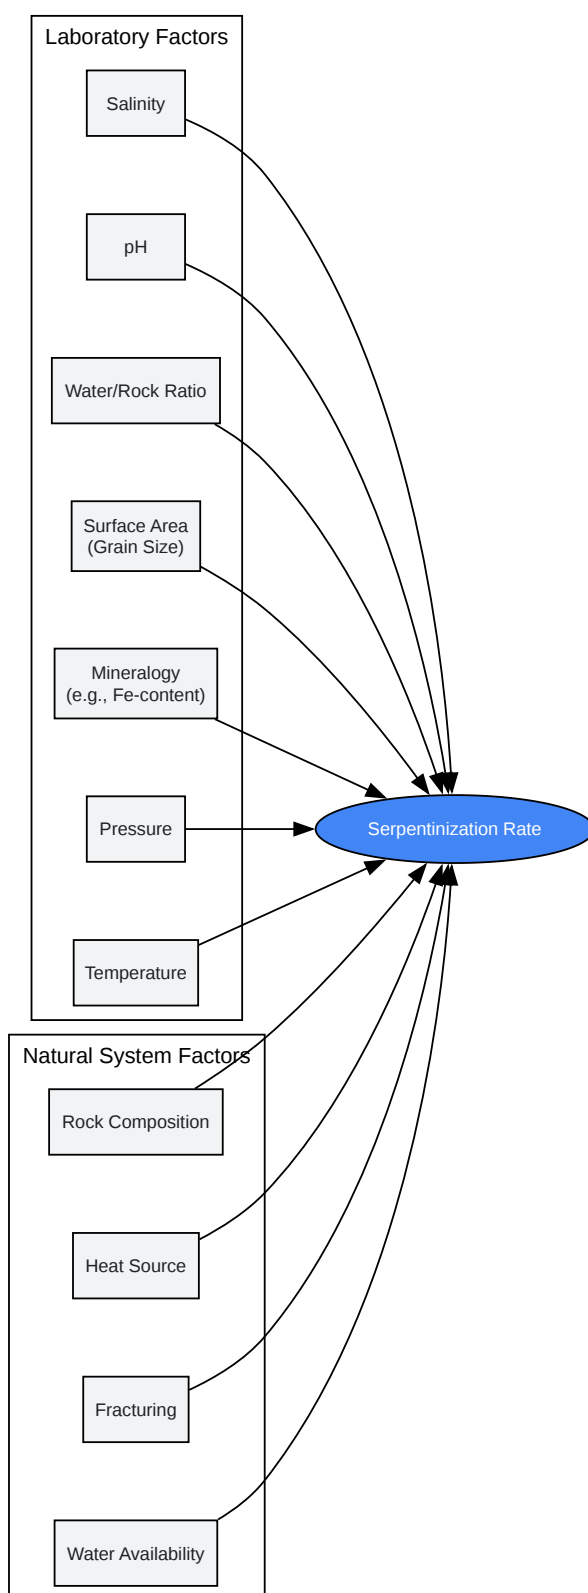 Laboratory Factors
Salinity
pH
Water/Rock Ratio
Surface Area
(Grain Size)
Mineralogy
(e.g., Fe-content)
Pressure
Serpentinization Rate
Temperature
Natural System Factors
Rock Composition
Heat Source
Fracturing
Water Availability